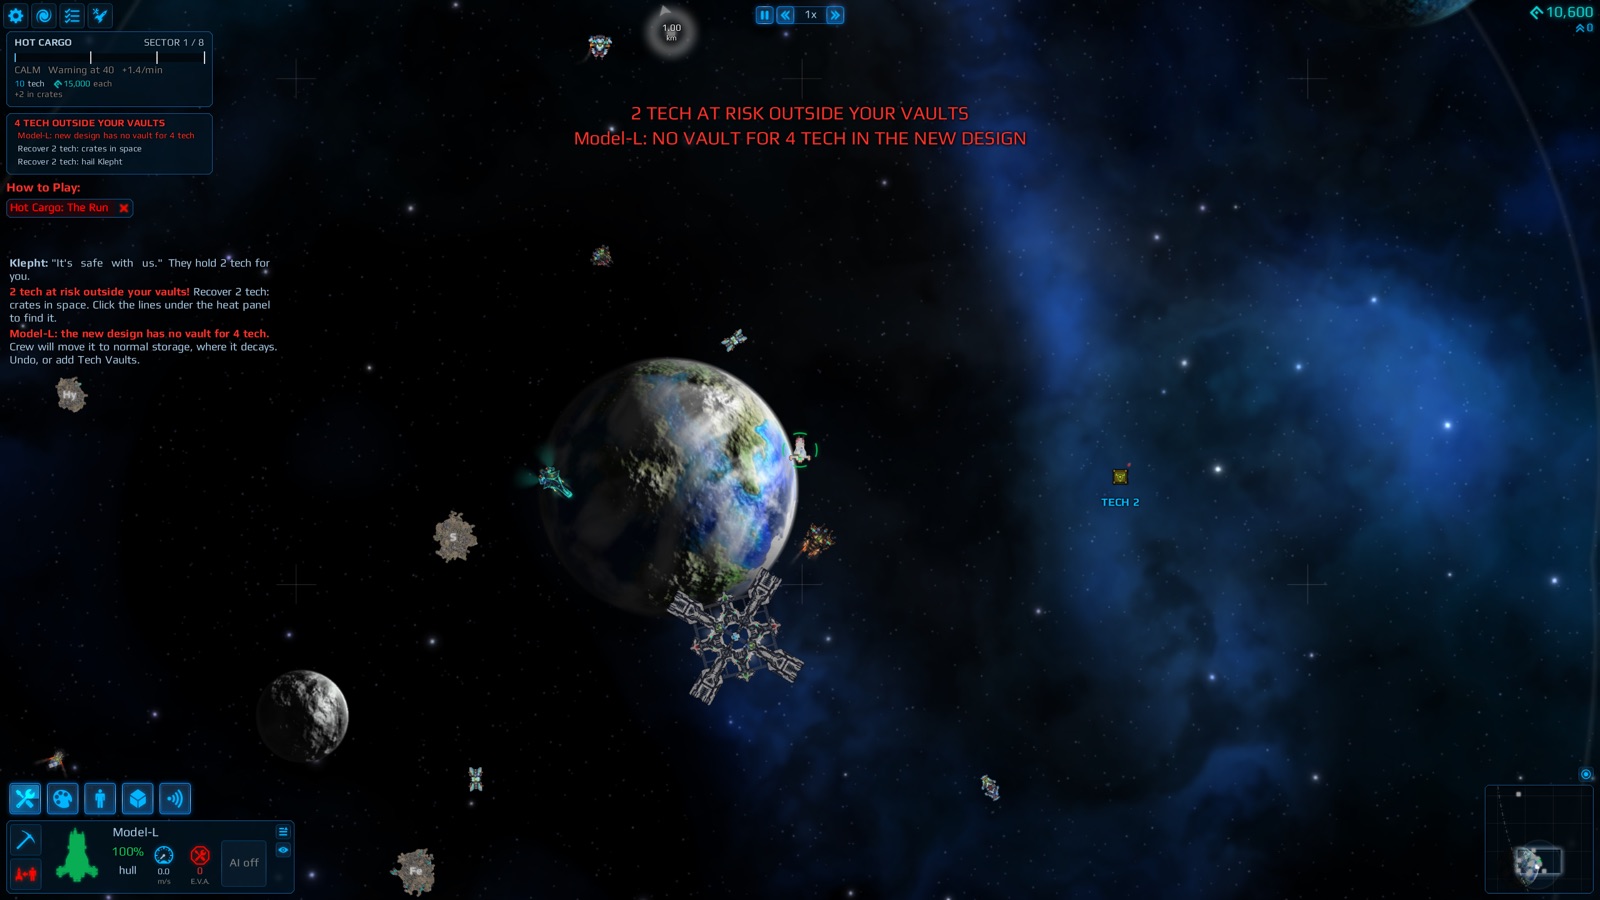 1x
10,600
0
1.00
km
HOT CARGO SECTOR 1 / 8
CALM Warning at 40 +1.4/min
10 tech 15,000 each
+2 in crates
4 TECH OUTSIDE YOUR VAULTS
Model-L: new design has no vault for 4 tech
Recover 2 tech: crates in space
Recover 2 tech: hail Klepht
How to Play:
Hot Cargo: The Run
2 TECH AT RISK OUTSIDE YOUR VAULTS
Model-L: NO VAULT FOR 4 TECH IN THE NEW DESIGN
Klepht: "It's safe with us." They hold 2 tech for
you.
2 tech at risk outside your vaults! Recover 2 tech:
crates in space. Click the lines under the heat panel
to find it.
Model-L: the new design has no vault for 4 tech.
Crew will move it to normal storage, where it decays.
Undo, or add Tech Vaults.
Hy
S
TECH 2
Fe
Model-L
100%
hull
0.0
m/s
0
E.V.A.
AI off